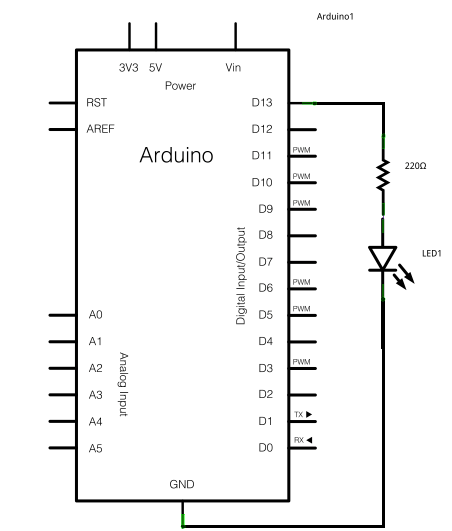 Arduino1
3V3 5V Vin
Power
RST D13
AREF D12
Arduino
D11 PWM
D10 PWM
D9 PWM
D8
D7
D6 PWM
D5 PWM
D4
D3 PWM
D2
D1 TX ▶
D0 RX ◀
Digital Input/Output
A0
A1
A2
A3
A4
A5
Analog Input
GND
220Ω
LED1